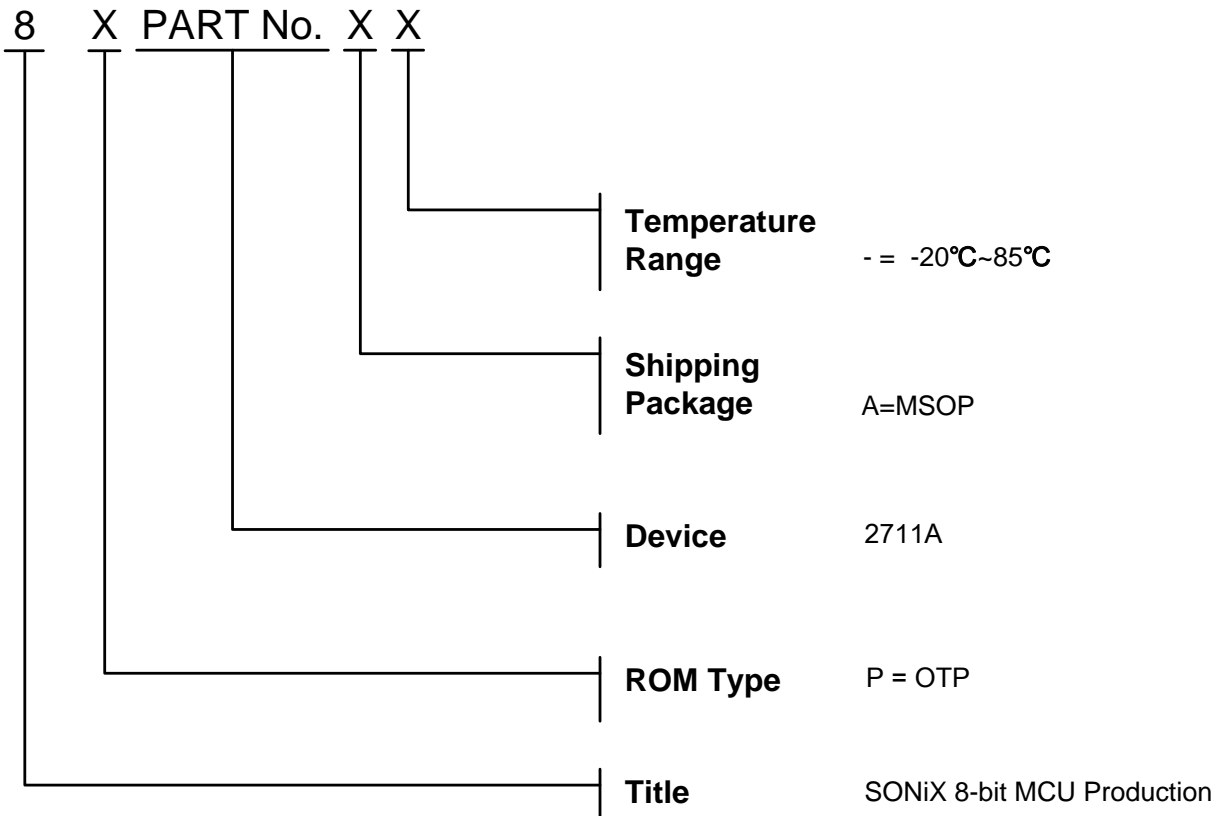 8 X PART No. X X
Temperature
Range - = -20℃~85℃
Shipping
Package A=MSOP
Device 2711A
ROM Type P = OTP
Title SONiX 8-bit MCU Production